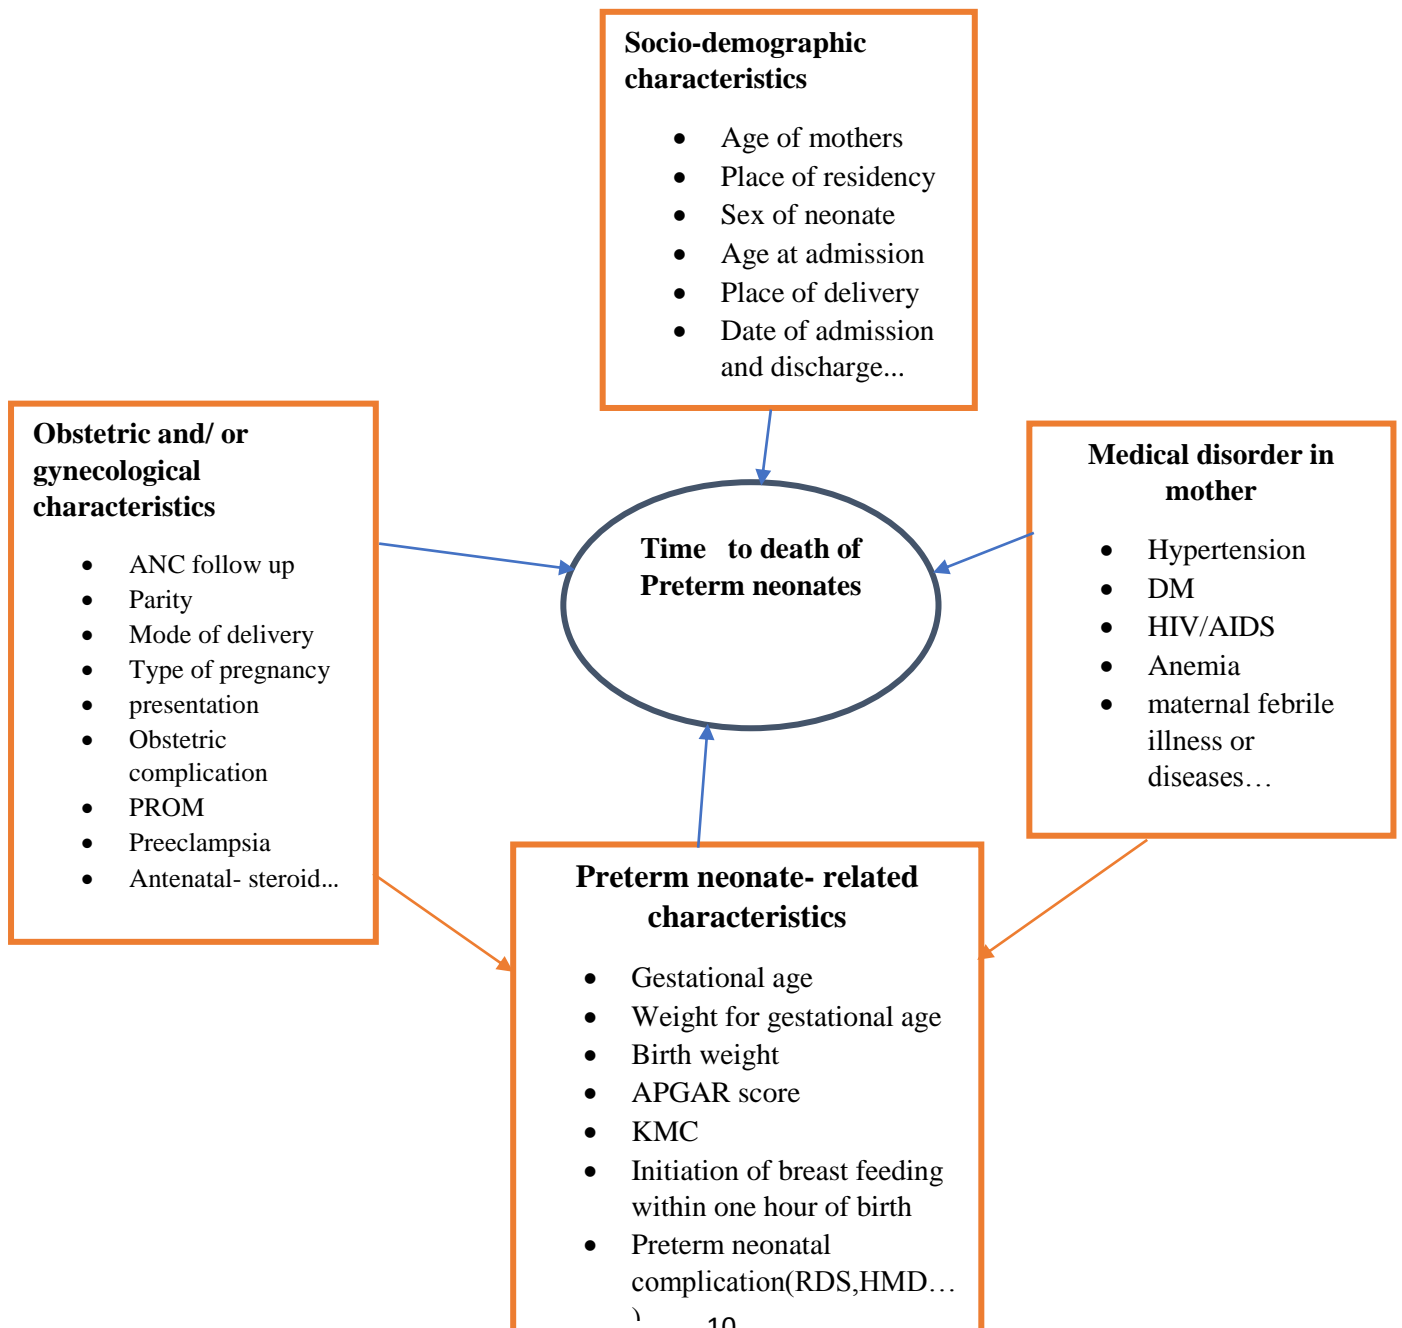 Socio-demographic
characteristics
• Age of mothers
• Place of residency
• Sex of neonate
• Age at admission
• Place of delivery
• Date of admission
and discharge...
Obstetric and/ or
gynecological
characteristics
• ANC follow up
• Parity
• Mode of delivery
• Type of pregnancy
• presentation
• Obstetric
complication
• PROM
• Preeclampsia
• Antenatal- steroid...
Time to death of
Preterm neonates
Medical disorder in
mother
• Hypertension
• DM
• HIV/AIDS
• Anemia
• maternal febrile
illness or
diseases…
Preterm neonate- related
characteristics
• Gestational age
• Weight for gestational age
• Birth weight
• APGAR score
• KMC
• Initiation of breast feeding
within one hour of birth
• Preterm neonatal
complication(RDS,HMD…
)
10